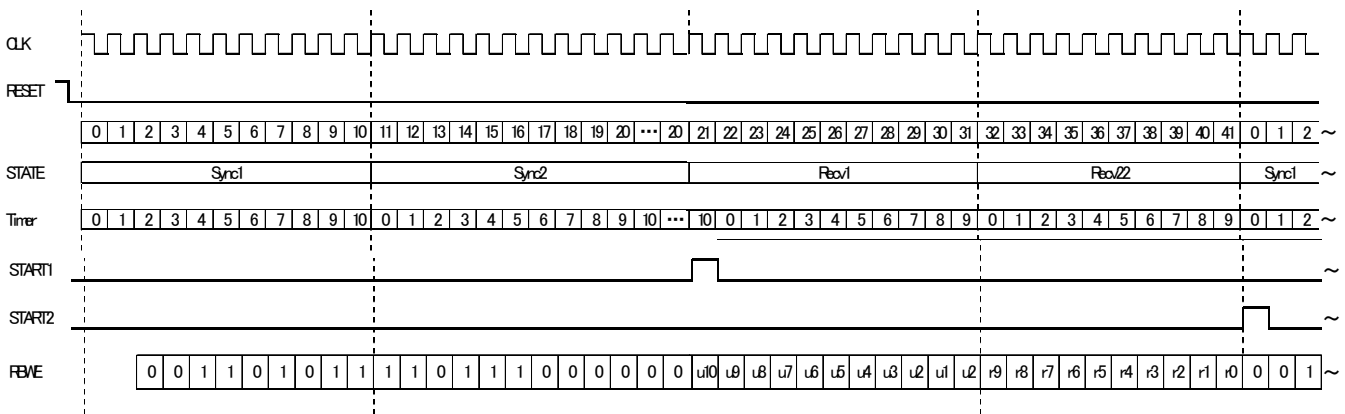 CLK
RESET
0 1 2 3 4 5 6 7 8 9 10 11 12 13 14 15 16 17 18 19 20 ··· 20 21 22 23 24 25 26 27 28 29 30 31 32 33 34 35 36 37 38 39 40 41 0 1 2 ~
STATE Sync1 Sync2 Recv1 Recv22 Sync1 ~
Timer 0 1 2 3 4 5 6 7 8 9 10 0 1 2 3 4 5 6 7 8 9 10 ··· 10 0 1 2 3 4 5 6 7 8 9 0 1 2 3 4 5 6 7 8 9 0 1 2 ~
START1 ~
START2 ~
0 0 1 1 0 1 0 1 1 1 1 0 1 1 1 0 0 0 0 0 0 u10 u9 u8 u7 u6 u5 u4 u3 u2 u1 u2 r9 r8 r7 r6 r5 r4 r3 r2 r1 r0 0 0 1 ~